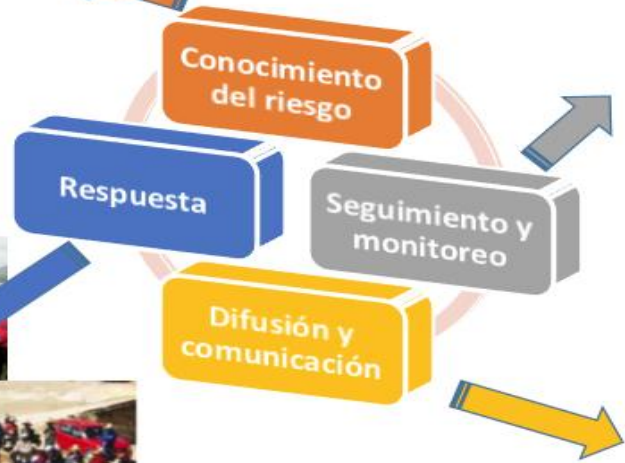 Conocimiento
del riesgo
Respuesta
Seguimiento y
monitoreo
Difusión y
comunicación